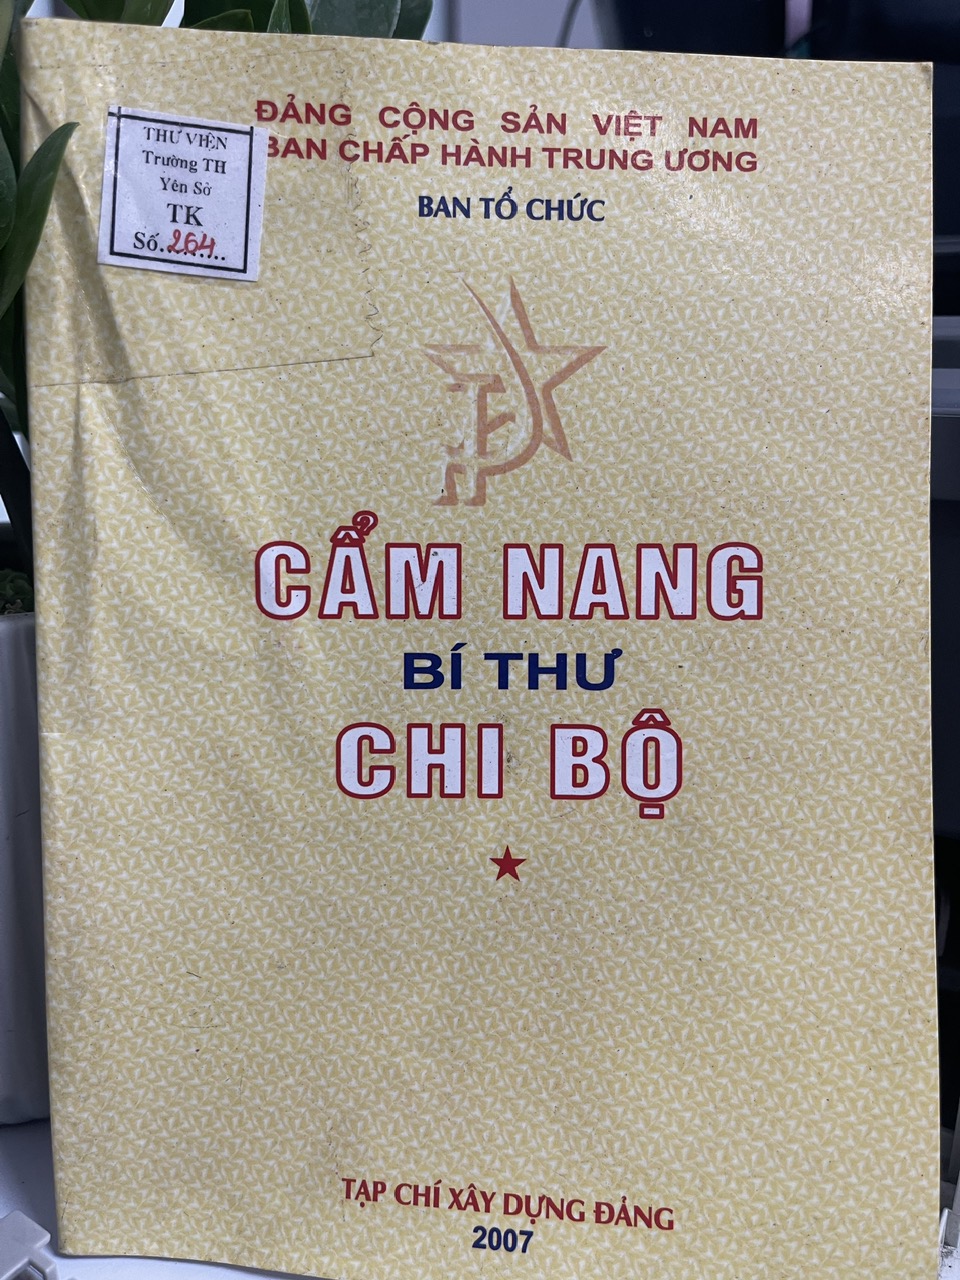 ĐẢNG CỘNG SẢN VIỆT NAM
BAN CHẤP HÀNH TRUNG ƯƠNG
BAN TỔ CHỨC
THƯ VIỆN
Trường TH
Yên Sở
TK
Số..264....
CẨM NANG
BÍ THƯ
CHI BỘ
TẠP CHÍ XÂY DỰNG ĐẢNG
2007